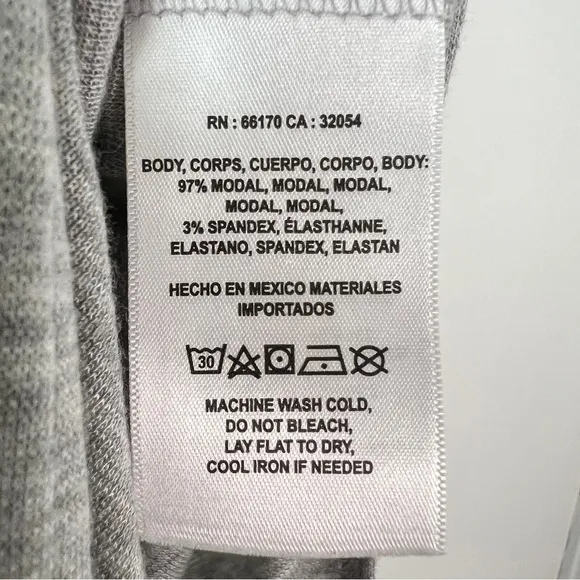 RN : 66170 CA : 32054
BODY, CORPS, CUERPO, CORPO, BODY:
97% MODAL, MODAL, MODAL,
MODAL, MODAL,
3% SPANDEX, ÉLASTHANNE,
ELASTANO, SPANDEX, ELASTAN
HECHO EN MEXICO MATERIALES
IMPORTADOS
30
MACHINE WASH COLD,
DO NOT BLEACH,
LAY FLAT TO DRY,
COOL IRON IF NEEDED